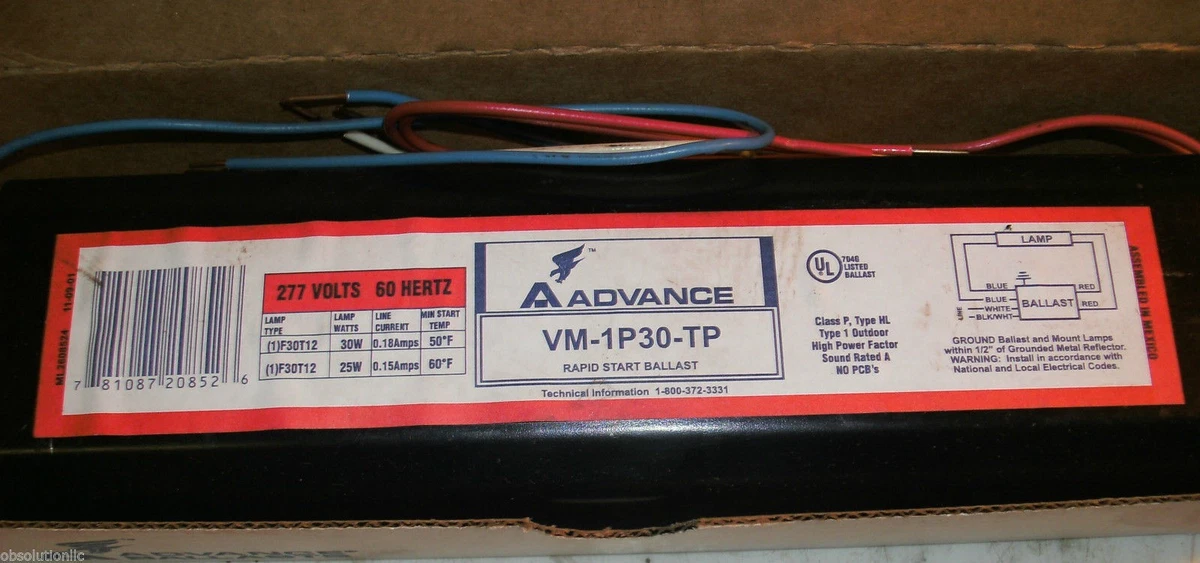 ML3608524 11-09-01
7 81087 20852 6
277 VOLTS 60 HERTZ
LAMP TYPE LAMP WATTS LINE CURRENT MIN START TEMP
(1)F30T12 30W 0.18Amps 50°F
(1)F30T12 25W 0.15Amps 60°F
™
ADVANCE
VM-1P30-TP
RAPID START BALLAST
Technical Information 1-800-372-3331
UL
704G
LISTED
BALLAST
Class P, Type HL
Type 1 Outdoor
High Power Factor
Sound Rated A
NO PCB's
LAMP
BLUE RED
BLUE
WHITE
BLK/WHT
LINE
BALLAST
RED
GROUND Ballast and Mount Lamps
within 1/2" of Grounded Metal Reflector.
WARNING: Install in accordance with
National and Local Electrical Codes.
ASSEMBLED IN MEXICO
ADVANCE
obsolutionllc